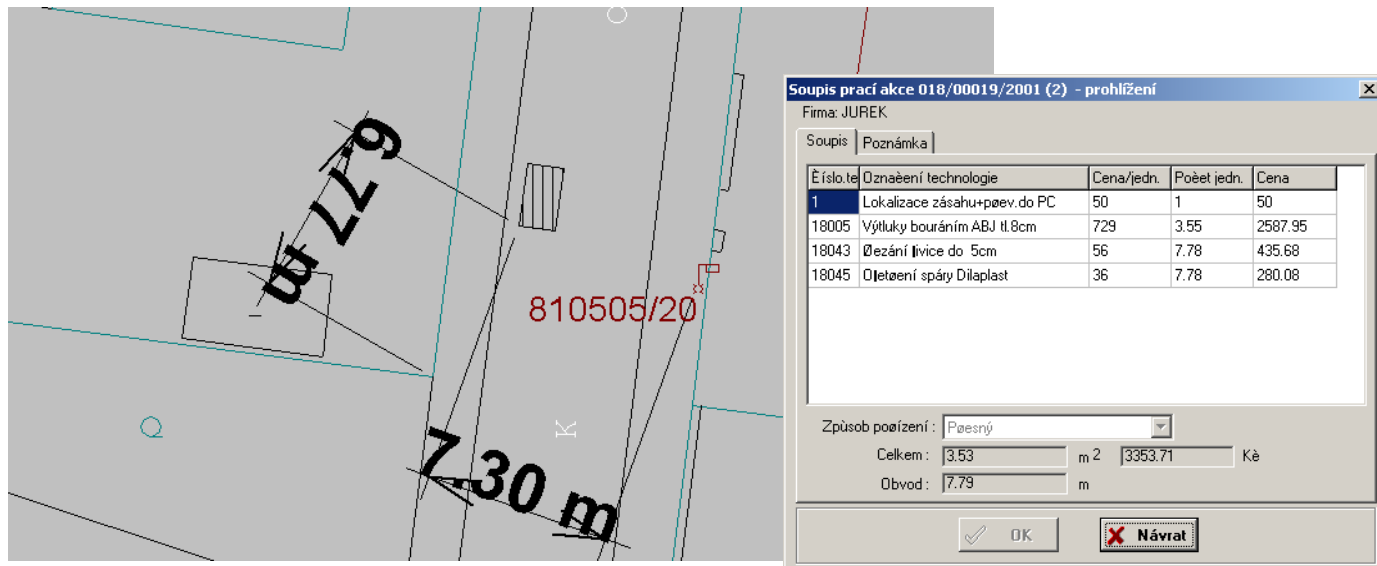 6.77 m
810505/20
7.30 m
Q
K
O
Soupis prací akce 018/00019/2001 (2) - prohlížení
Firma: JUREK
Soupis Poznámka
Èíslo.te Oznaèení technologie Cena/jedn. Poèet jedn. Cena
1 Lokalizace zásahu+pøev.do PC 50 1 50
18005 Výtluky bouráním ABJ tl.8cm 729 3.55 2587.95
18043 Øezání livice do 5cm 56 7.78 435.68
18045 Oletøení spáry Dilaplast 36 7.78 280.08
Zpùsob poøízení : Pøesný
Celkem : 3.53 m 2 3353.71 Kè
Obvod : 7.79 m
OK Návrat